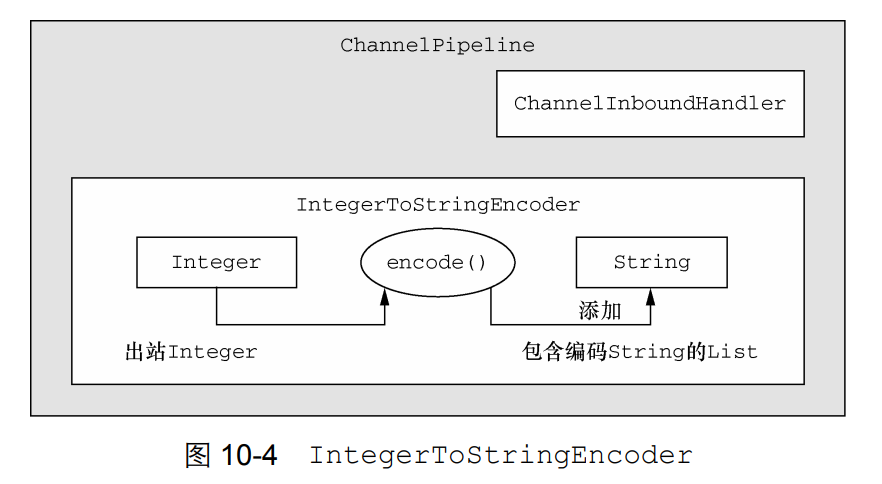 ChannelPipeline
ChannelInboundHandler
IntegerToStringEncoder
Integer
encode()
String
添加
出站Integer
包含编码String的List
图 10-4 IntegerToStringEncoder